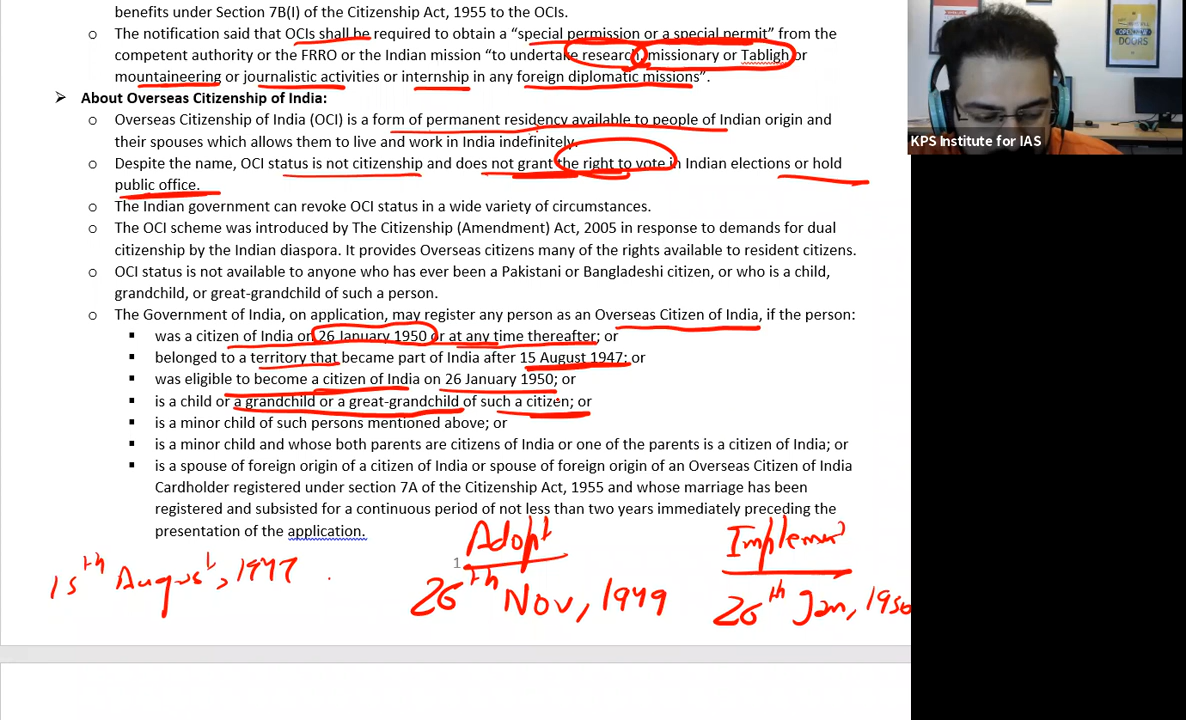 benefits under Section 7B(I) of the Citizenship Act, 1955 to the OCIs.
o The notification said that OCIs shall be required to obtain a “special permission or a special permit” from the
competent authority or the FRRO or the Indian mission “to undertake research, missionary or Tabligh or
mountaineering or journalistic activities or internship in any foreign diplomatic missions”.
➢ About Overseas Citizenship of India:
o Overseas Citizenship of India (OCI) is a form of permanent residency available to people of Indian origin and
their spouses which allows them to live and work in India indefinitely.
o Despite the name, OCI status is not citizenship and does not grant the right to vote in Indian elections or hold
public office.
o The Indian government can revoke OCI status in a wide variety of circumstances.
o The OCI scheme was introduced by The Citizenship (Amendment) Act, 2005 in response to demands for dual
citizenship by the Indian diaspora. It provides Overseas citizens many of the rights available to resident citizens.
o OCI status is not available to anyone who has ever been a Pakistani or Bangladeshi citizen, or who is a child,
grandchild, or great-grandchild of such a person.
o The Government of India, on application, may register any person as an Overseas Citizen of India, if the person:
▪ was a citizen of India on 26 January 1950 or at any time thereafter; or
▪ belonged to a territory that became part of India after 15 August 1947; or
▪ was eligible to become a citizen of India on 26 January 1950; or
▪ is a child or a grandchild or a great-grandchild of such a citizen; or
▪ is a minor child of such persons mentioned above; or
▪ is a minor child and whose both parents are citizens of India or one of the parents is a citizen of India; or
▪ is a spouse of foreign origin of a citizen of India or spouse of foreign origin of an Overseas Citizen of India
Cardholder registered under section 7A of the Citizenship Act, 1955 and whose marriage has been
registered and subsisted for a continuous period of not less than two years immediately preceding the
presentation of the application.
1
15th August, 1947
Adopt
26th Nov, 1949
Implement
26th Jan, 1950
KPS Institute for IAS
OPEN
DOORS